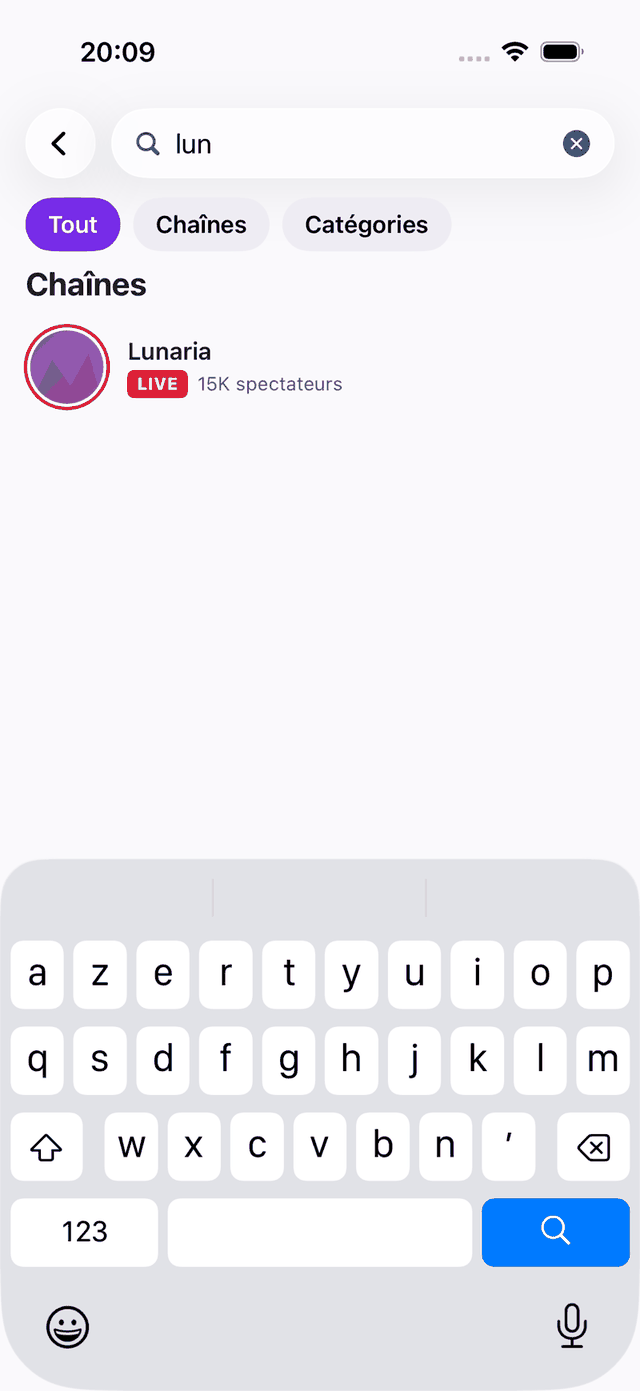 20:09
lun
Tout Chaînes Catégories
Chaînes
Lunaria
LIVE 15K spectateurs
a z e r t y u i o p
q s d f g h j k l m
w x c v b n '
123